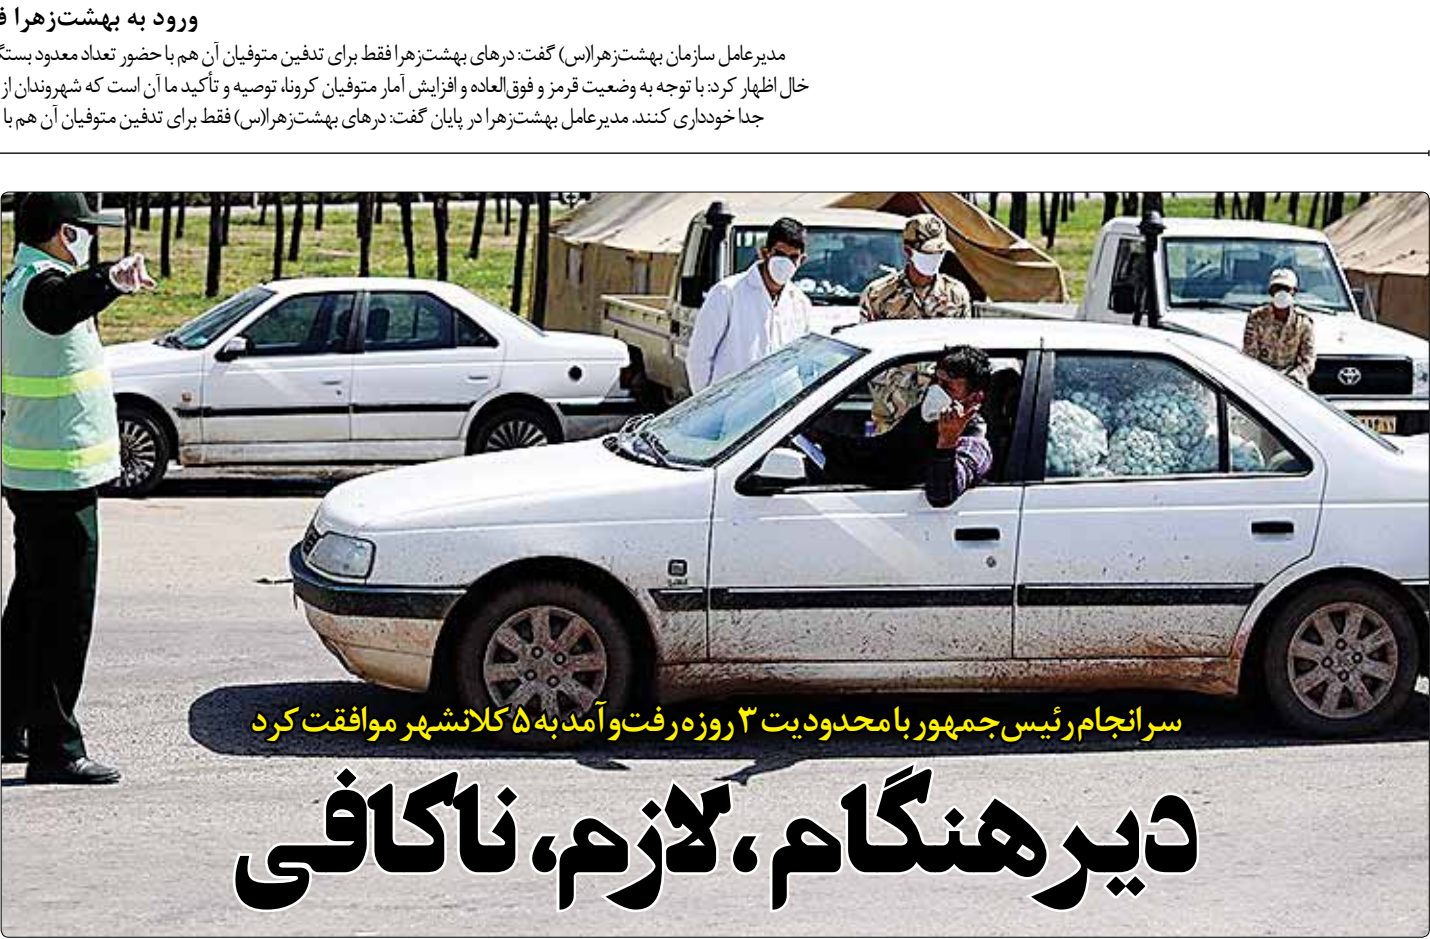 ورود به بهشت‌زهرا
مدیرعامل سازمان بهشت‌زهرا(س) گفت: درهای بهشت‌زهرا فقط برای تدفین متوفیان آن هم با حضور تعداد معدود
خال اظهار کرد: با توجه به وضعیت قرمز و فوق‌العاده و افزایش آمار متوفیان کرونا، توصیه و تأکید ما آن است که شهروندان از
جدا خودداری کنند. مدیرعامل بهشت‌زهرا در پایان گفت: درهای بهشت‌زهرا(س) فقط برای تدفین متوفیان آن هم با
سرانجام رئیس‌جمهور با محدودیت ۳ روزه رفت‌و‌آمد به ۵ کلانشهر موافقت کرد
دیرهنگام، لازم، ناکافی